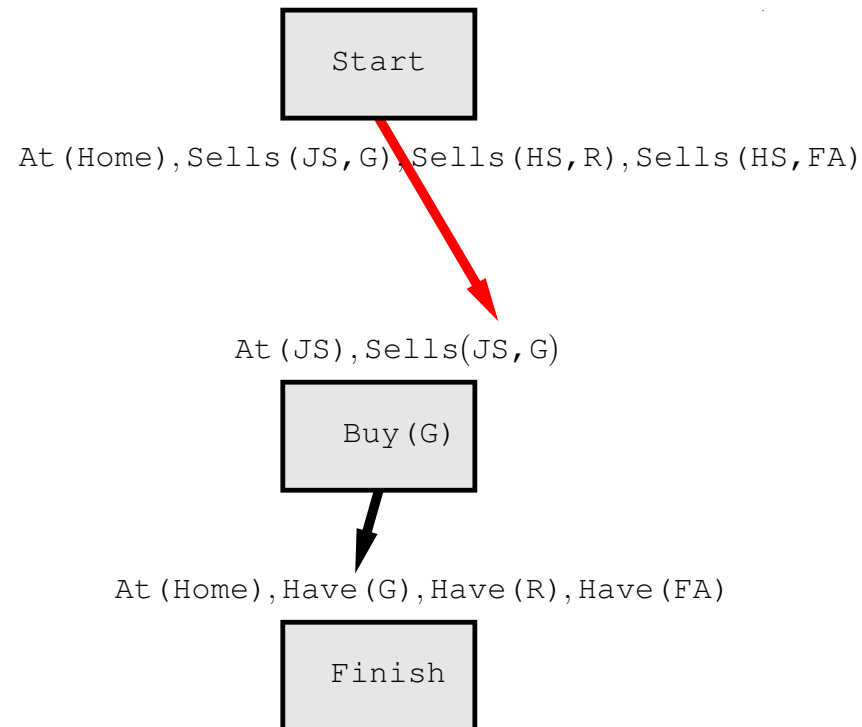 Start
At(Home),Sells(JS,G),Sells(HS,R),Sells(HS,FA)
At(JS),Sells(JS,G)
Buy(G)
At(Home),Have(G),Have(R),Have(FA)
Finish